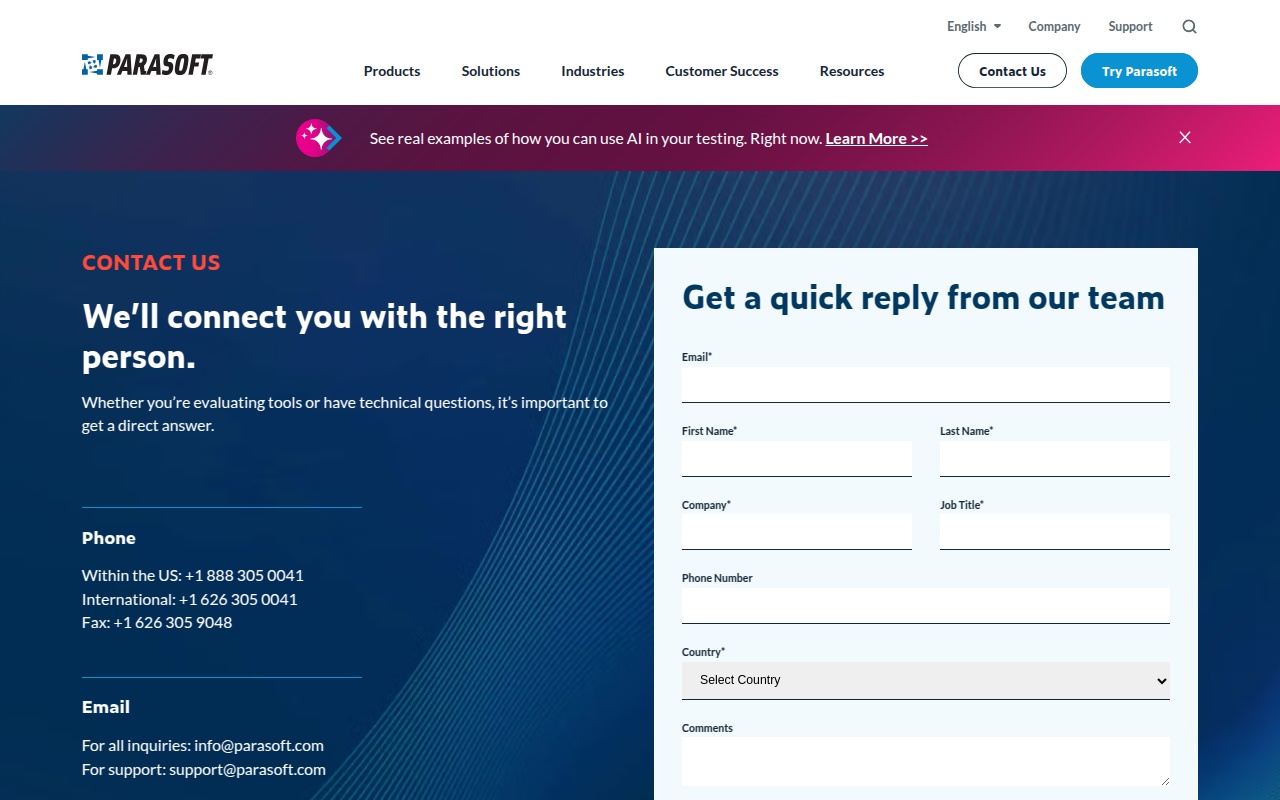 English
Company
Support
PARASOFT
Products
Solutions
Industries
Customer Success
Resources
Contact Us
Try Parasoft
See real examples of how you can use AI in your testing. Right now. Learn More >>
CONTACT US
We’ll connect you with the right
person.
Whether you’re evaluating tools or have technical questions, it’s important to
get a direct answer.
Phone
Within the US: +1 888 305 0041
International: +1 626 305 0041
Fax: +1 626 305 9048
Email
For all inquiries: info@parasoft.com
For support: support@parasoft.com
Get a quick reply from our team
Email*
First Name*
Last Name*
Company*
Job Title*
Phone Number
Country*
Select Country
Comments